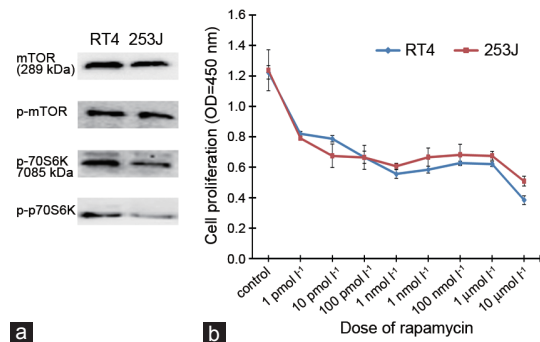 RT4 253J
mTOR
(289 kDa)
p-mTOR
p-70S6K
7085 kDa
p-p70S6K
a
Cell proliferation (OD=450 nm)
1.6
1.4
1.2
1.0
0.8
0.6
0.4
0.2
0.0
RT4 253J
control
1 pmol l-1
10 pmol l-1
100 pmol l-1
1 nmol l-1
1 nmol l-1
100 nmol l-1
1 µmol l-1
10 µmol l-1
Dose of rapamycin
b